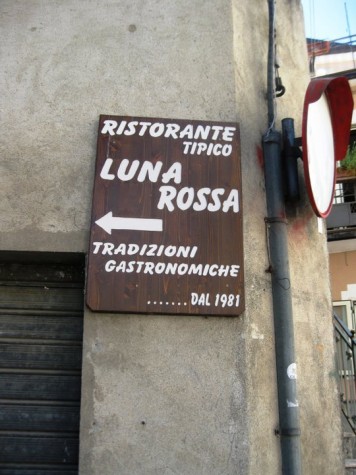 RISTORANTE
TIPICO
LUNA
ROSSA
TRADIZIONI
GASTRONOMICHE
.......DAL 1981